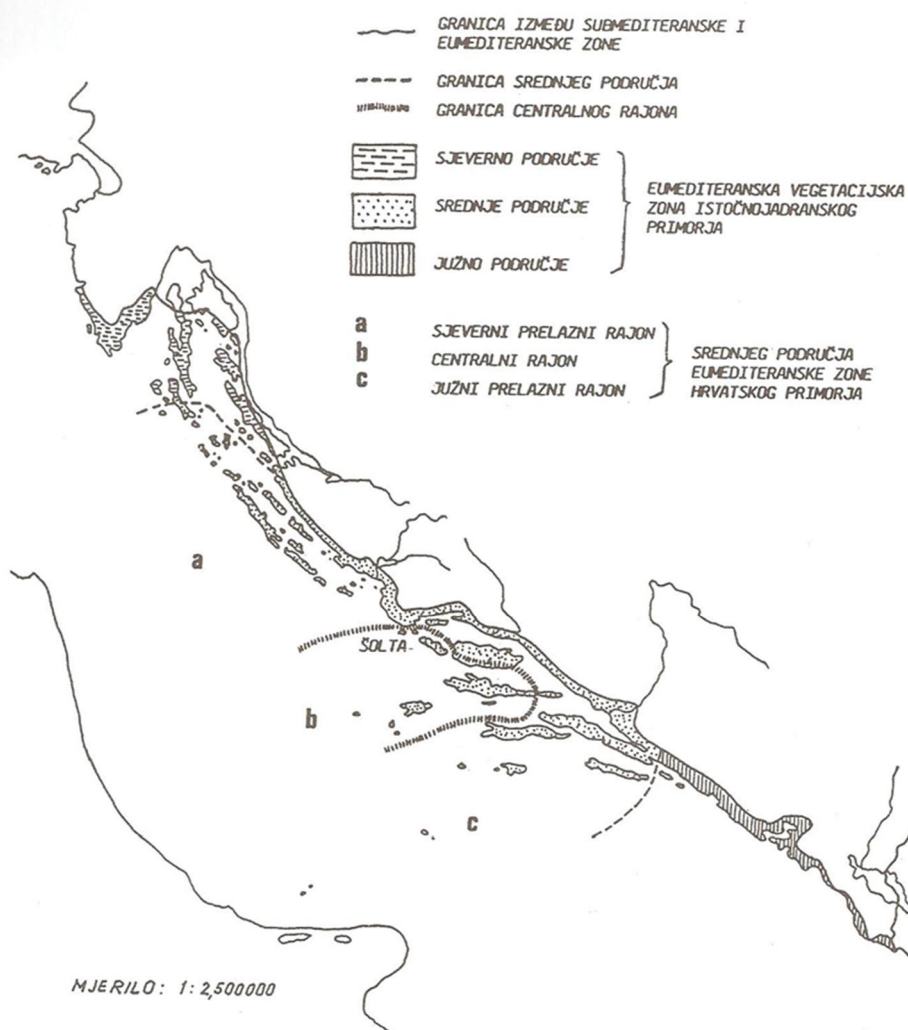 GRANICA IZMEĐU SUBMEDITERANSKE I
EUMEDITERANSKE ZONE
GRANICA SREDNJEG PODRUČJA
GRANICA CENTRALNOG RAJONA
SJEVERNO PODRUČJE
SREDNJE PODRUČJE
JUŽNO PODRUČJE
EUMEDITERANSKA VEGETACIJSKA
ZONA ISTOČNOJADRANSKOG
PRIMORJA
a SJEVERNI PRELAZNI RAJON
b CENTRALNI RAJON
c JUŽNI PRELAZNI RAJON
SREDNJEG PODRUČJA
EUMEDITERANSKE ZONE
HRVATSKOG PRIMORJA
a
ŠOLTA
b
c
MJERILO: 1:2,500000